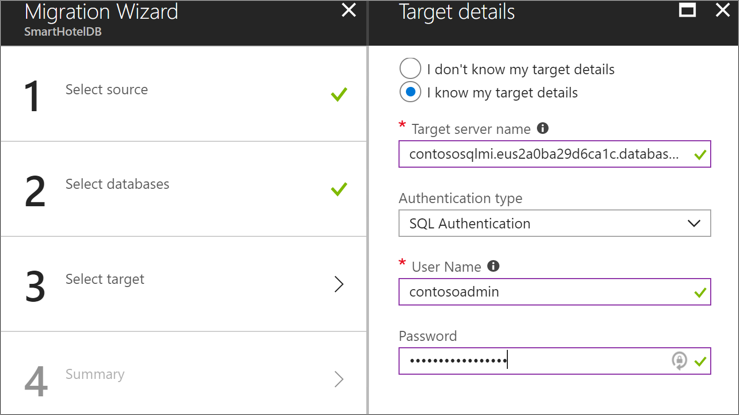 Migration Wizard
SmartHotelDB
1 Select source
2 Select databases
3 Select target
4 Summary
Target details
I don't know my target details
I know my target details
* Target server name
contososqlmi.eus2a0ba29d6ca1c.databas...
Authentication type
SQL Authentication
* User Name
contosoadmin
Password
•••••••••••••••••